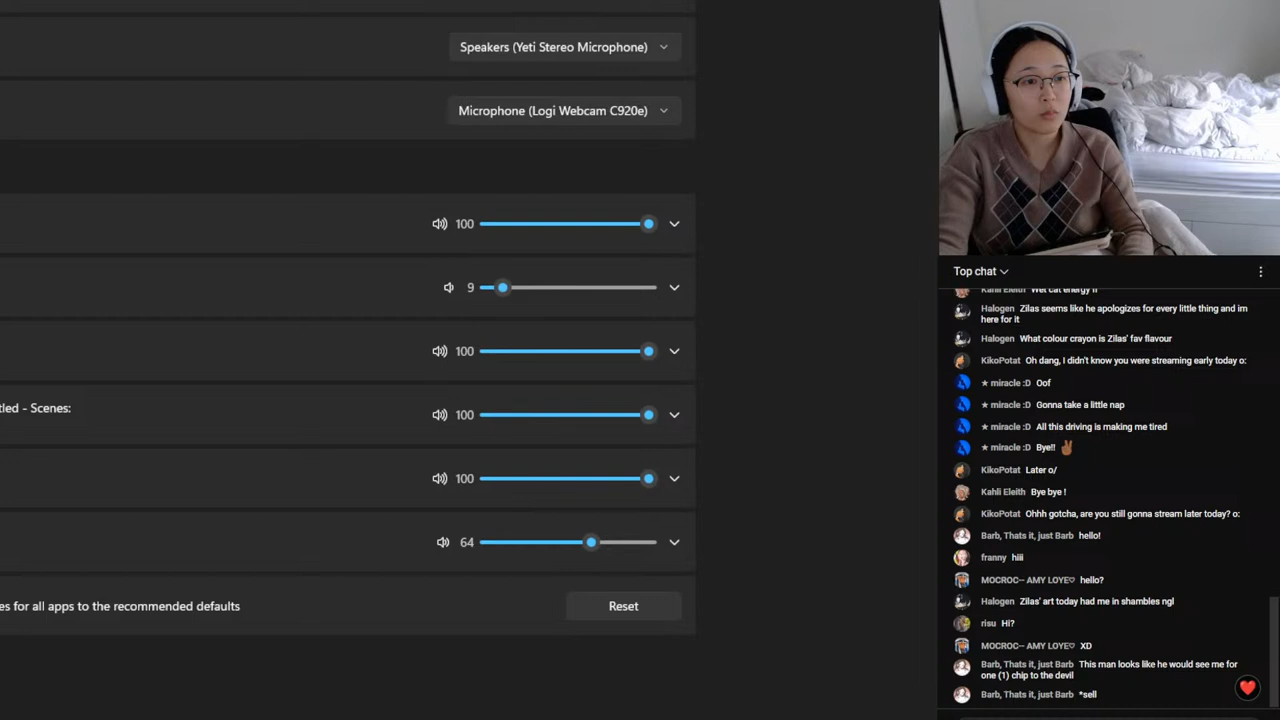 Speakers (Yeti Stereo Microphone)
Microphone (Logi Webcam C920e)
100
9
100
tled - Scenes:
100
100
64
es for all apps to the recommended defaults
Reset
Top chat
Kahli Eleith Wet cat energy !!
Halogen Zilas seems like he apologizes for every little thing and im
here for it
Halogen What colour crayon is Zilas' fav flavour
KikoPotat Oh dang, I didn't know you were streaming early today o:
★ miracle :D Oof
★ miracle :D Gonna take a little nap
★ miracle :D All this driving is making me tired
★ miracle :D Bye!! ✌🏾
KikoPotat Later o/
Kahli Eleith Bye bye !
KikoPotat Ohhh gotcha, are you still gonna stream later today? o:
Barb, Thats it, just Barb hello!
franny hiii
MOCROC-- AMY LOYE♡ hello?
Halogen Zilas' art today had me in shambles ngl
risu Hi?
MOCROC-- AMY LOYE♡ XD
Barb, Thats it, just Barb This man looks like he would see me for
one (1) chip to the devil
Barb, Thats it, just Barb *sell